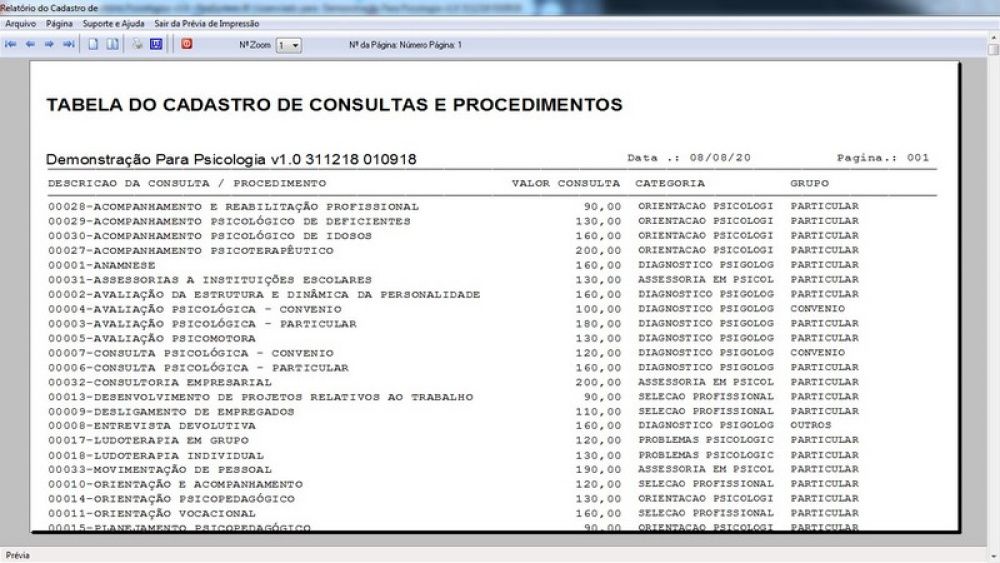 Relatório do Cadastro de
Arquivo Página Suporte e Ajuda Sair da Prévia de Impressão
Nº Zoom 1 Nº da Página: Número Página: 1
TABELA DO CADASTRO DE CONSULTAS E PROCEDIMENTOS
Demonstração Para Psicologia v1.0 311218 010918 Data .: 08/08/20 Pagina.: 001
DESCRICAO DA CONSULTA / PROCEDIMENTO VALOR CONSULTA CATEGORIA GRUPO
00028-ACOMPANHAMENTO E REABILITAÇÃO PROFISSIONAL 90,00 ORIENTACAO PSICOLOGI PARTICULAR
00029-ACOMPANHAMENTO PSICOLÓGICO DE DEFICIENTES 130,00 ORIENTACAO PSICOLOGI PARTICULAR
00030-ACOMPANHAMENTO PSICOLÓGICO DE IDOSOS 160,00 ORIENTACAO PSICOLOGI PARTICULAR
00027-ACOMPANHAMENTO PSICOTERAPÊUTICO 200,00 ORIENTACAO PSICOLOGI PARTICULAR
00001-ANAMNESE 160,00 DIAGNOSTICO PSIGOLOG PARTICULAR
00031-ASSESSORIAS A INSTITUIÇÕES ESCOLARES 130,00 ASSESSORIA EM PSICOL PARTICULAR
00002-AVALIAÇÃO DA ESTRUTURA E DINÂMICA DA PERSONALIDADE 160,00 DIAGNOSTICO PSIGOLOG PARTICULAR
00004-AVALIAÇÃO PSICOLÓGICA - CONVENIO 100,00 DIAGNOSTICO PSIGOLOG CONVENIO
00003-AVALIAÇÃO PSICOLÓGICA - PARTICULAR 180,00 DIAGNOSTICO PSIGOLOG PARTICULAR
00005-AVALIAÇÃO PSICOMOTORA 130,00 DIAGNOSTICO PSIGOLOG PARTICULAR
00007-CONSULTA PSICOLÓGICA - CONVENIO 120,00 DIAGNOSTICO PSIGOLOG CONVENIO
00006-CONSULTA PSICOLÓGICA - PARTICULAR 160,00 DIAGNOSTICO PSIGOLOG PARTICULAR
00032-CONSULTORIA EMPRESARIAL 200,00 ASSESSORIA EM PSICOL PARTICULAR
00013-DESENVOLVIMENTO DE PROJETOS RELATIVOS AO TRABALHO 90,00 SELECAO PROFISSIONAL PARTICULAR
00009-DESLIGAMENTO DE EMPREGADOS 110,00 SELECAO PROFISSIONAL PARTICULAR
00008-ENTREVISTA DEVOLUTIVA 160,00 DIAGNOSTICO PSIGOLOG OUTROS
00017-LUDOTERAPIA EM GRUPO 120,00 PROBLEMAS PSICOLOGIC PARTICULAR
00018-LUDOTERAPIA INDIVIDUAL 130,00 PROBLEMAS PSICOLOGIC PARTICULAR
00033-MOVIMENTAÇÃO DE PESSOAL 190,00 ASSESSORIA EM PSICOL PARTICULAR
00010-ORIENTAÇÃO E ACOMPANHAMENTO 120,00 SELECAO PROFISSIONAL PARTICULAR
00014-ORIENTAÇÃO PSICOPEDAGÓGICO 130,00 ORIENTACAO PSICOLOGI PARTICULAR
00011-ORIENTAÇÃO VOCACIONAL 160,00 SELECAO PROFISSIONAL PARTICULAR
00015-PLANEJAMENTO PSICOPEDAGÓGICO 90,00 ORIENTACAO PSICOLOGI PARTICULAR
Prévia